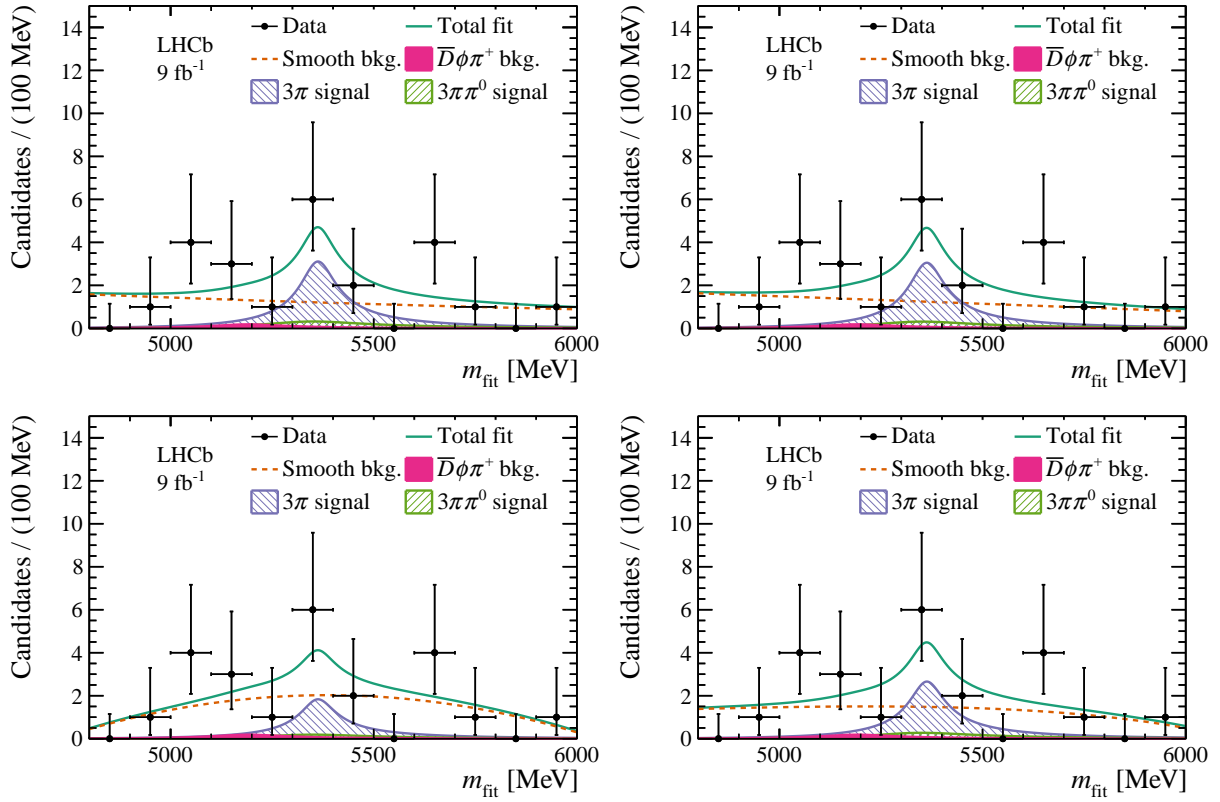 Candidates / (100 MeV)
14
12
10
8
6
4
2
0
LHCb
9 fb⁻¹
Data
Total fit
Smooth bkg.
D̅ϕπ⁺ bkg.
3π signal
3ππ⁰ signal
5000
5500
6000
m_fit [MeV]
Candidates / (100 MeV)
14
12
10
8
6
4
2
0
LHCb
9 fb⁻¹
Data
Total fit
Smooth bkg.
D̅ϕπ⁺ bkg.
3π signal
3ππ⁰ signal
5000
5500
6000
m_fit [MeV]
Candidates / (100 MeV)
14
12
10
8
6
4
2
0
LHCb
9 fb⁻¹
Data
Total fit
Smooth bkg.
D̅ϕπ⁺ bkg.
3π signal
3ππ⁰ signal
5000
5500
6000
m_fit [MeV]
Candidates / (100 MeV)
14
12
10
8
6
4
2
0
LHCb
9 fb⁻¹
Data
Total fit
Smooth bkg.
D̅ϕπ⁺ bkg.
3π signal
3ππ⁰ signal
5000
5500
6000
m_fit [MeV]